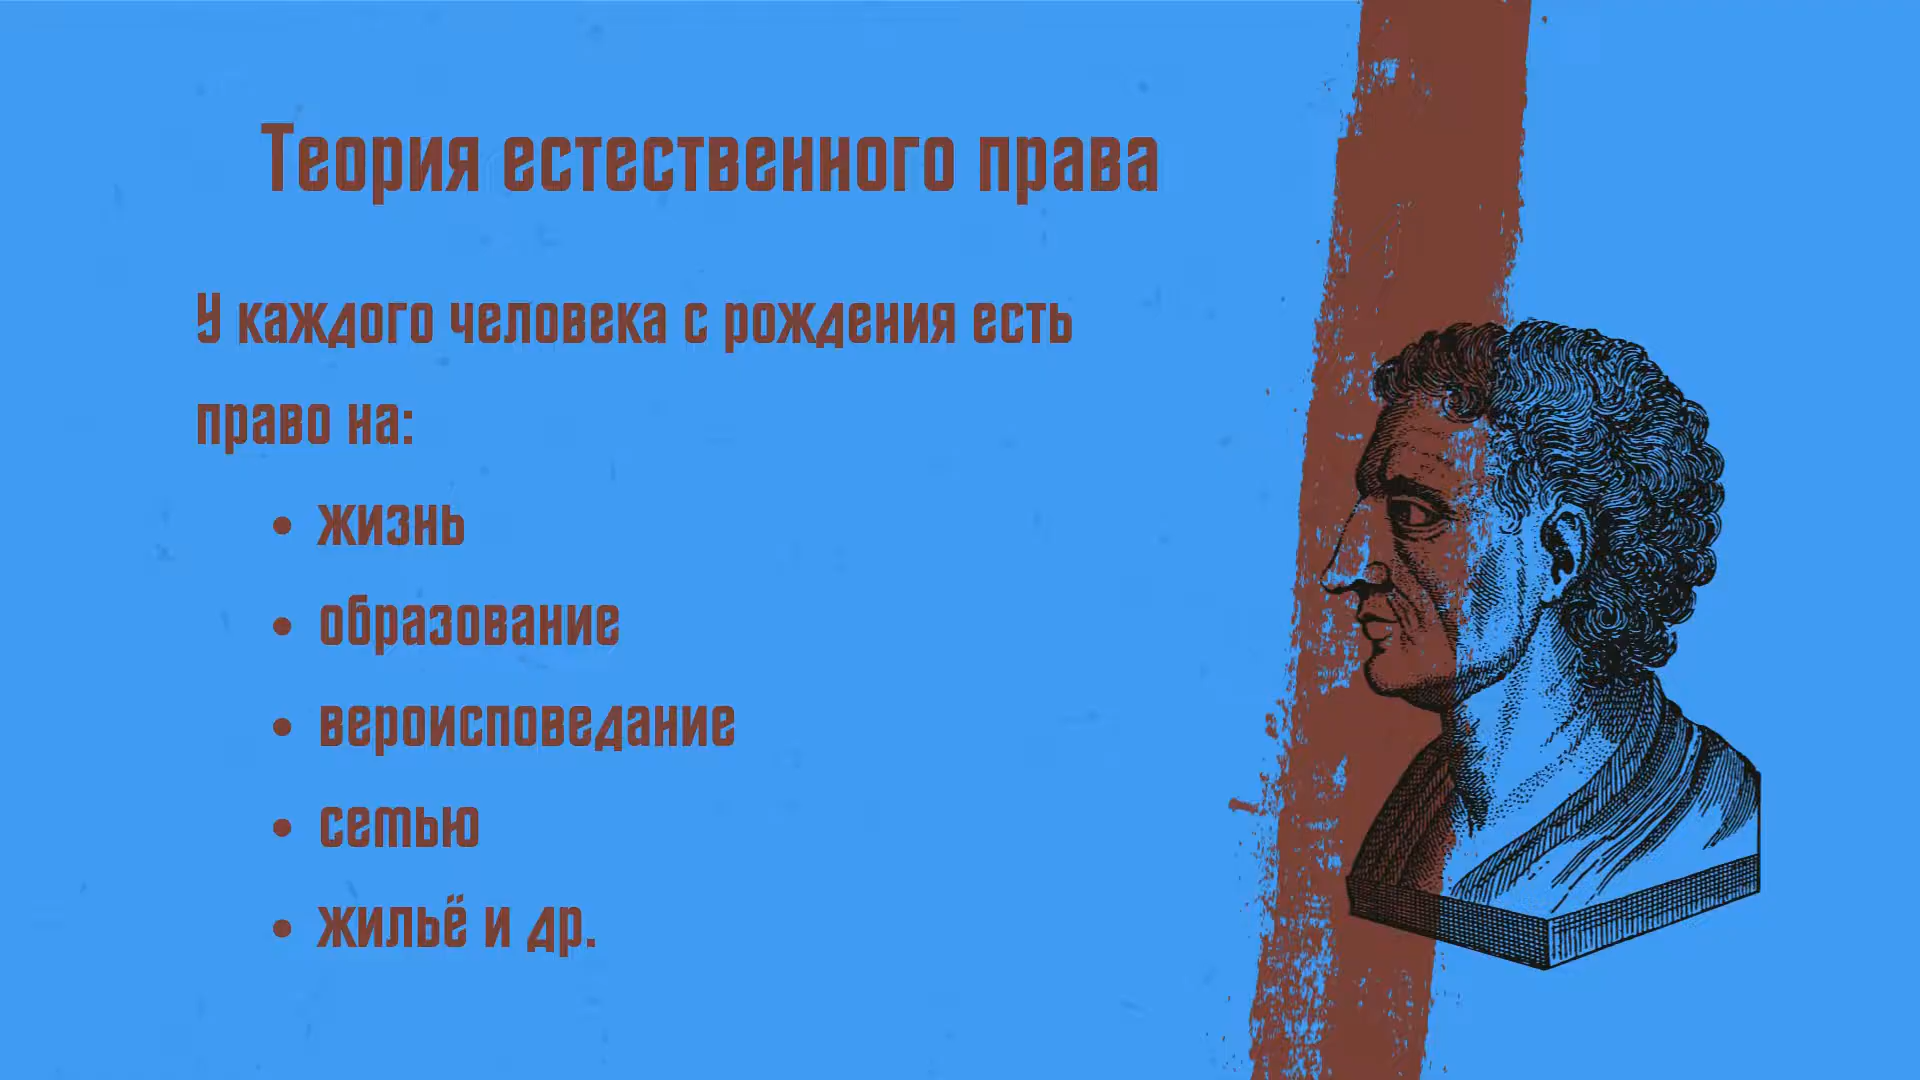 Теория естественного права
У каждого человека с рождения есть
право на:
• жизнь
• образование
• вероисповедание
• семью
• жильё и др.